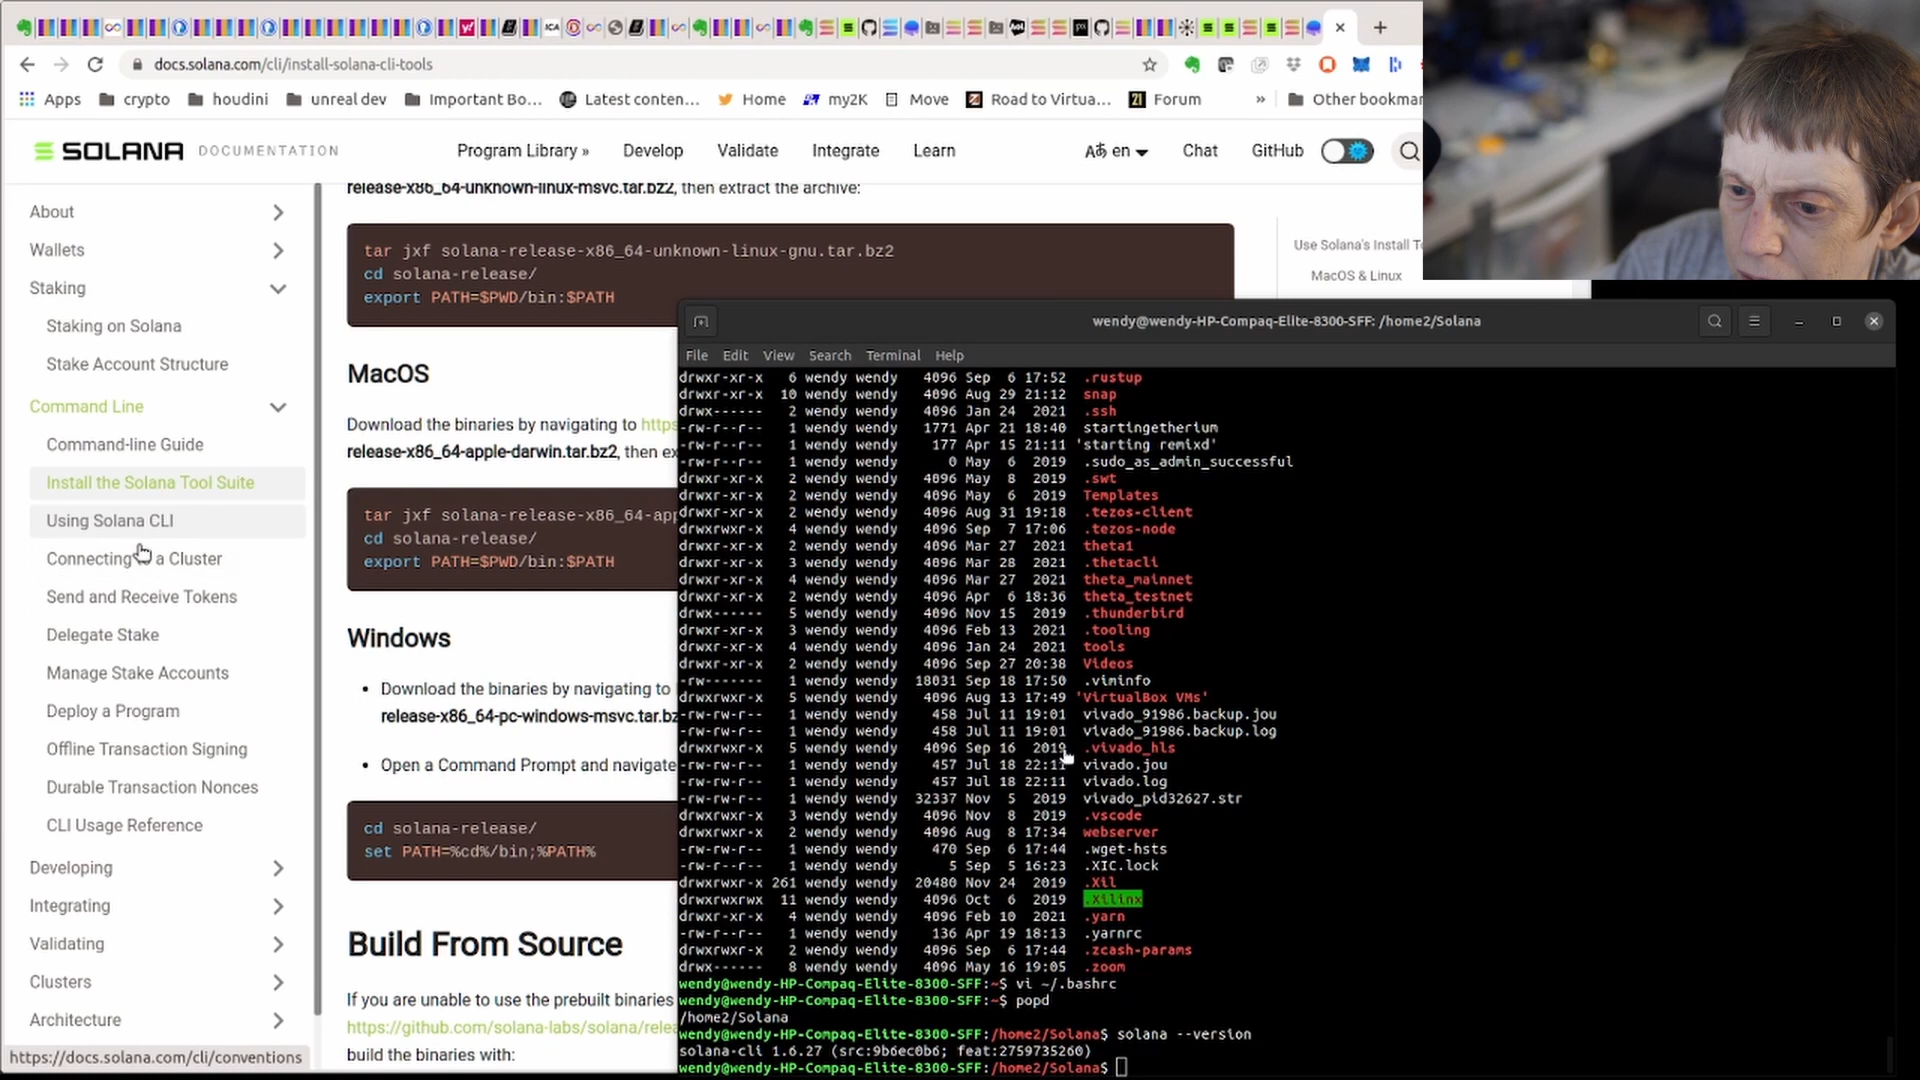 docs.solana.com/cli/install-solana-cli-tools
Apps crypto houdini unreal dev Important Bo... Latest conten... Home my2K Move Road to Virtua... Forum » Other bookmar
SOLANA DOCUMENTATION Program Library » Develop Validate Integrate Learn en Chat GitHub
About
Wallets
Staking
Staking on Solana
Stake Account Structure
Command Line
Command-line Guide
Install the Solana Tool Suite
Using Solana CLI
Connecting a Cluster
Send and Receive Tokens
Delegate Stake
Manage Stake Accounts
Deploy a Program
Offline Transaction Signing
Durable Transaction Nonces
CLI Usage Reference
Developing
Integrating
Validating
Clusters
Architecture
https://docs.solana.com/cli/conventions
release-x86_64-unknown-linux-msvc.tar.bz2, then extract the archive:
tar jxf solana-release-x86_64-unknown-linux-gnu.tar.bz2
cd solana-release/
export PATH=$PWD/bin:$PATH
MacOS
Download the binaries by navigating to https
release-x86_64-apple-darwin.tar.bz2, then ex
tar jxf solana-release-x86_64-app
cd solana-release/
export PATH=$PWD/bin:$PATH
Windows
Download the binaries by navigating to
release-x86_64-pc-windows-msvc.tar.bz
Open a Command Prompt and navigate
cd solana-release/
set PATH=%cd%/bin;%PATH%
Build From Source
If you are unable to use the prebuilt binaries
https://github.com/solana-labs/solana/relea
build the binaries with:
Use Solana's Install To
MacOS & Linux
wendy@wendy-HP-Compaq-Elite-8300-SFF: /home2/Solana
File Edit View Search Terminal Help
drwxr-xr-x 6 wendy wendy 4096 Sep 6 17:52 .rustup
drwxr-xr-x 10 wendy wendy 4096 Aug 29 21:12 snap
drwx------ 2 wendy wendy 4096 Jan 24 2021 .ssh
-rw-r--r-- 1 wendy wendy 1771 Apr 21 18:40 startingetherium
-rw-r--r-- 1 wendy wendy 177 Apr 15 21:11 'starting remixd'
-rw-r--r-- 1 wendy wendy 0 May 6 2019 .sudo_as_admin_successful
drwxr-xr-x 2 wendy wendy 4096 May 8 2019 .swt
drwxr-xr-x 2 wendy wendy 4096 May 6 2019 Templates
drwxr-xr-x 2 wendy wendy 4096 Aug 31 19:18 .tezos-client
drwxrwxr-x 4 wendy wendy 4096 Sep 7 17:06 .tezos-node
drwxr-xr-x 2 wendy wendy 4096 Mar 27 2021 theta1
drwxr-xr-x 3 wendy wendy 4096 Mar 28 2021 .thetacli
drwxr-xr-x 4 wendy wendy 4096 Mar 27 2021 theta_mainnet
drwxr-xr-x 2 wendy wendy 4096 Apr 6 18:36 theta_testnet
drwx------ 5 wendy wendy 4096 Nov 15 2019 .thunderbird
drwxr-xr-x 3 wendy wendy 4096 Feb 13 2021 .tooling
drwxr-xr-x 4 wendy wendy 4096 Jan 24 2021 tools
drwxr-xr-x 2 wendy wendy 4096 Sep 27 20:38 Videos
-rw------- 1 wendy wendy 18031 Sep 18 17:50 .viminfo
drwxrwxr-x 5 wendy wendy 4096 Aug 13 17:49 'VirtualBox VMs'
-rw-rw-r-- 1 wendy wendy 458 Jul 11 19:01 vivado_91986.backup.jou
-rw-rw-r-- 1 wendy wendy 458 Jul 11 19:01 vivado_91986.backup.log
drwxrwxr-x 5 wendy wendy 4096 Sep 16 2019 .vivado_hls
-rw-rw-r-- 1 wendy wendy 457 Jul 18 22:11 vivado.jou
-rw-rw-r-- 1 wendy wendy 457 Jul 18 22:11 vivado.log
-rw-rw-r-- 1 wendy wendy 32337 Nov 5 2019 vivado_pid32627.str
drwxrwxr-x 3 wendy wendy 4096 Nov 8 2019 .vscode
drwxrwxr-x 2 wendy wendy 4096 Aug 8 17:34 webserver
-rw-rw-r-- 1 wendy wendy 470 Sep 6 17:44 .wget-hsts
-rw-rw-r-- 1 wendy wendy 5 Sep 5 16:23 .XIC.lock
drwxrwxr-x 261 wendy wendy 20480 Nov 24 2019 .Xil
drwxrwxrwx 11 wendy wendy 4096 Oct 6 2019 .Xilinx
drwxr-xr-x 4 wendy wendy 4096 Feb 10 2021 .yarn
-rw-r--r-- 1 wendy wendy 136 Apr 19 18:13 .yarnrc
drwxrwxr-x 2 wendy wendy 4096 Sep 6 17:44 .zcash-params
drwx------ 8 wendy wendy 4096 May 16 19:05 .zoom
wendy@wendy-HP-Compaq-Elite-8300-SFF:~$ vi ~/.bashrc
wendy@wendy-HP-Compaq-Elite-8300-SFF:~$ popd
/home2/Solana
wendy@wendy-HP-Compaq-Elite-8300-SFF:/home2/Solana$ solana --version
solana-cli 1.6.27 (src:9b6ec0b6; feat:2759735260)
wendy@wendy-HP-Compaq-Elite-8300-SFF:/home2/Solana$